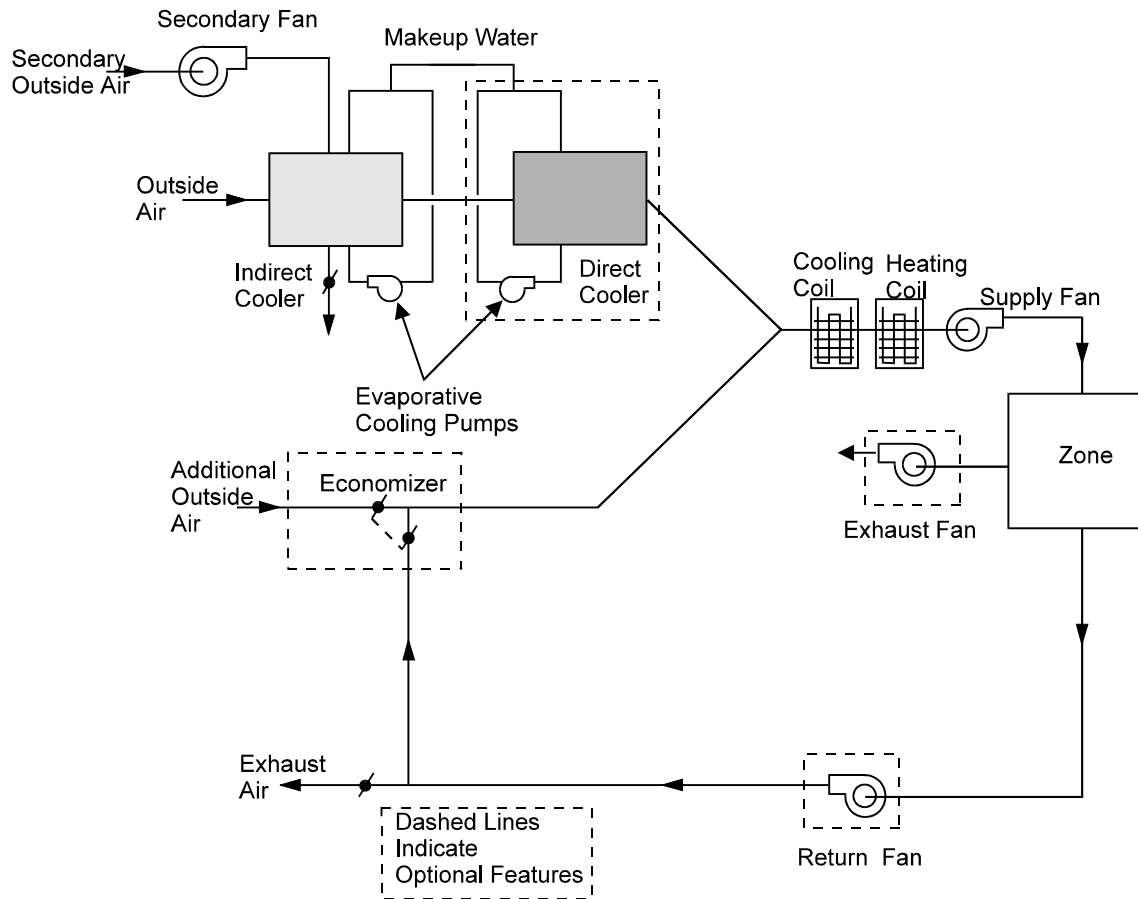 Secondary Fan
Makeup Water
Secondary
Outside Air
Outside
Air
Indirect
Cooler
Direct
Cooler
Cooling
Coil
Heating
Coil
Supply Fan
Evaporative
Cooling Pumps
Additional
Outside
Air
Economizer
Zone
Exhaust Fan
Exhaust
Air
Dashed Lines
Indicate
Optional Features
Return Fan